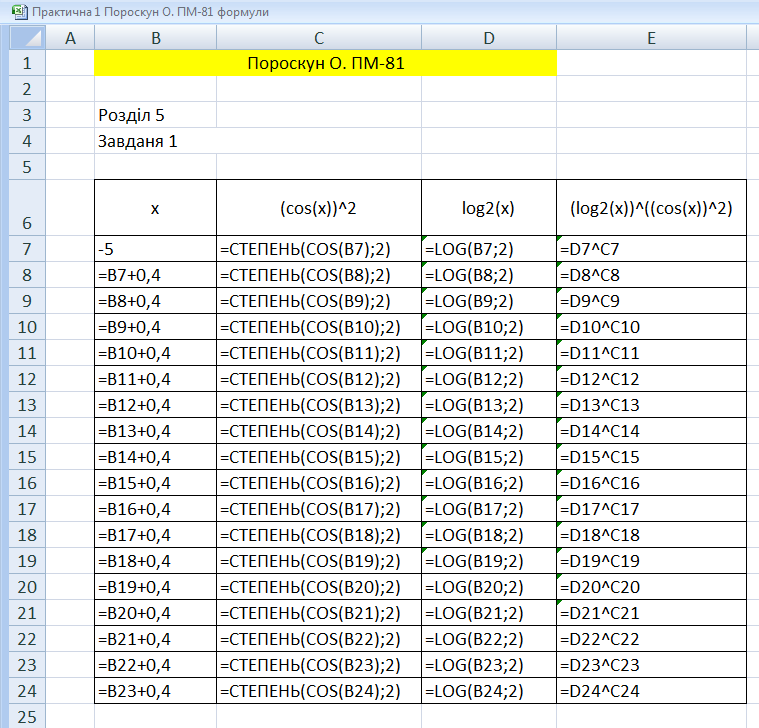 Практична 1 Пороскун О. ПМ-81 формули
A B C D E
1 Пороскун О. ПМ-81
2
3 Розділ 5
4 Завданя 1
5
6 x (cos(x))^2 log2(x) (log2(x))^((cos(x))^2)
7 -5 =СТЕПЕНЬ(COS(B7);2) =LOG(B7;2) =D7^C7
8 =B7+0,4 =СТЕПЕНЬ(COS(B8);2) =LOG(B8;2) =D8^C8
9 =B8+0,4 =СТЕПЕНЬ(COS(B9);2) =LOG(B9;2) =D9^C9
10 =B9+0,4 =СТЕПЕНЬ(COS(B10);2) =LOG(B10;2) =D10^C10
11 =B10+0,4 =СТЕПЕНЬ(COS(B11);2) =LOG(B11;2) =D11^C11
12 =B11+0,4 =СТЕПЕНЬ(COS(B12);2) =LOG(B12;2) =D12^C12
13 =B12+0,4 =СТЕПЕНЬ(COS(B13);2) =LOG(B13;2) =D13^C13
14 =B13+0,4 =СТЕПЕНЬ(COS(B14);2) =LOG(B14;2) =D14^C14
15 =B14+0,4 =СТЕПЕНЬ(COS(B15);2) =LOG(B15;2) =D15^C15
16 =B15+0,4 =СТЕПЕНЬ(COS(B16);2) =LOG(B16;2) =D16^C16
17 =B16+0,4 =СТЕПЕНЬ(COS(B17);2) =LOG(B17;2) =D17^C17
18 =B17+0,4 =СТЕПЕНЬ(COS(B18);2) =LOG(B18;2) =D18^C18
19 =B18+0,4 =СТЕПЕНЬ(COS(B19);2) =LOG(B19;2) =D19^C19
20 =B19+0,4 =СТЕПЕНЬ(COS(B20);2) =LOG(B20;2) =D20^C20
21 =B20+0,4 =СТЕПЕНЬ(COS(B21);2) =LOG(B21;2) =D21^C21
22 =B21+0,4 =СТЕПЕНЬ(COS(B22);2) =LOG(B22;2) =D22^C22
23 =B22+0,4 =СТЕПЕНЬ(COS(B23);2) =LOG(B23;2) =D23^C23
24 =B23+0,4 =СТЕПЕНЬ(COS(B24);2) =LOG(B24;2) =D24^C24
25